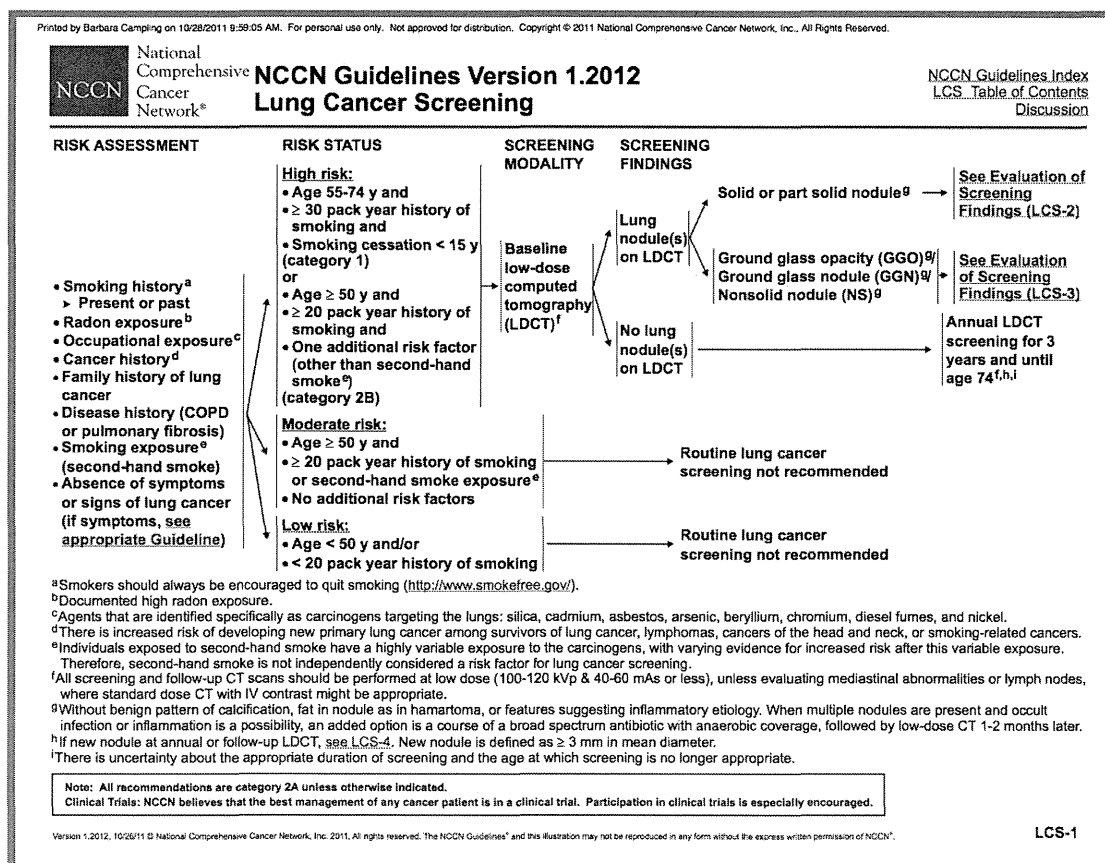 Printed by Barbara Campling on 10/28/2011 9:59:05 AM. For personal use only. Not approved for distribution. Copyright © 2011 National Comprehensive Cancer Network, Inc., All Rights Reserved.
NCCN
National
Comprehensive
Cancer
Network®
NCCN Guidelines Version 1.2012
Lung Cancer Screening
NCCN Guidelines Index
LCS Table of Contents
Discussion
RISK ASSESSMENT
• Smoking historyᵃ
➤ Present or past
• Radon exposureᵇ
• Occupational exposureᶜ
• Cancer historyᵈ
• Family history of lung
cancer
• Disease history (COPD
or pulmonary fibrosis)
• Smoking exposureᵉ
(second-hand smoke)
• Absence of symptoms
or signs of lung cancer
(if symptoms, see
appropriate Guideline)
RISK STATUS
High risk:
• Age 55-74 y and
• ≥ 30 pack year history of
smoking and
• Smoking cessation < 15 y
(category 1)
or
• Age ≥ 50 y and
• ≥ 20 pack year history of
smoking and
• One additional risk factor
(other than second-hand
smokeᵉ)
(category 2B)
Moderate risk:
• Age ≥ 50 y and
• ≥ 20 pack year history of smoking
or second-hand smoke exposureᵉ
• No additional risk factors
Low risk:
• Age < 50 y and/or
• < 20 pack year history of smoking
SCREENING
MODALITY
Baseline
low-dose
computed
tomography
(LDCT)ᶠ
SCREENING
FINDINGS
Lung
nodule(s)
on LDCT
Solid or part solid noduleᵍ
See Evaluation of
Screening
Findings (LCS-2)
Ground glass opacity (GGO)ᵍ/
Ground glass nodule (GGN)ᵍ/
Nonsolid nodule (NS)ᵍ
See Evaluation
of Screening
Findings (LCS-3)
No lung
nodule(s)
on LDCT
Annual LDCT
screening for 3
years and until
age 74ᶠ,ʰ,ⁱ
Routine lung cancer
screening not recommended
Routine lung cancer
screening not recommended
ᵃSmokers should always be encouraged to quit smoking (http://www.smokefree.gov/).
ᵇDocumented high radon exposure.
ᶜAgents that are identified specifically as carcinogens targeting the lungs: silica, cadmium, asbestos, arsenic, beryllium, chromium, diesel fumes, and nickel.
ᵈThere is increased risk of developing new primary lung cancer among survivors of lung cancer, lymphomas, cancers of the head and neck, or smoking-related cancers.
ᵉIndividuals exposed to second-hand smoke have a highly variable exposure to the carcinogens, with varying evidence for increased risk after this variable exposure.
Therefore, second-hand smoke is not independently considered a risk factor for lung cancer screening.
ᶠAll screening and follow-up CT scans should be performed at low dose (100-120 kVp & 40-60 mAs or less), unless evaluating mediastinal abnormalities or lymph nodes,
where standard dose CT with IV contrast might be appropriate.
ᵍWithout benign pattern of calcification, fat in nodule as in hamartoma, or features suggesting inflammatory etiology. When multiple nodules are present and occult
infection or inflammation is a possibility, an added option is a course of a broad spectrum antibiotic with anaerobic coverage, followed by low-dose CT 1-2 months later.
ʰIf new nodule at annual or follow-up LDCT, see LCS-4. New nodule is defined as ≥ 3 mm in mean diameter.
ⁱThere is uncertainty about the appropriate duration of screening and the age at which screening is no longer appropriate.
Note: All recommendations are category 2A unless otherwise indicated.
Clinical Trials: NCCN believes that the best management of any cancer patient is in a clinical trial. Participation in clinical trials is especially encouraged.
Version 1.2012, 10/26/11 © National Comprehensive Cancer Network, Inc. 2011, All rights reserved. The NCCN Guidelines® and this illustration may not be reproduced in any form without the express written permission of NCCN®.
LCS-1